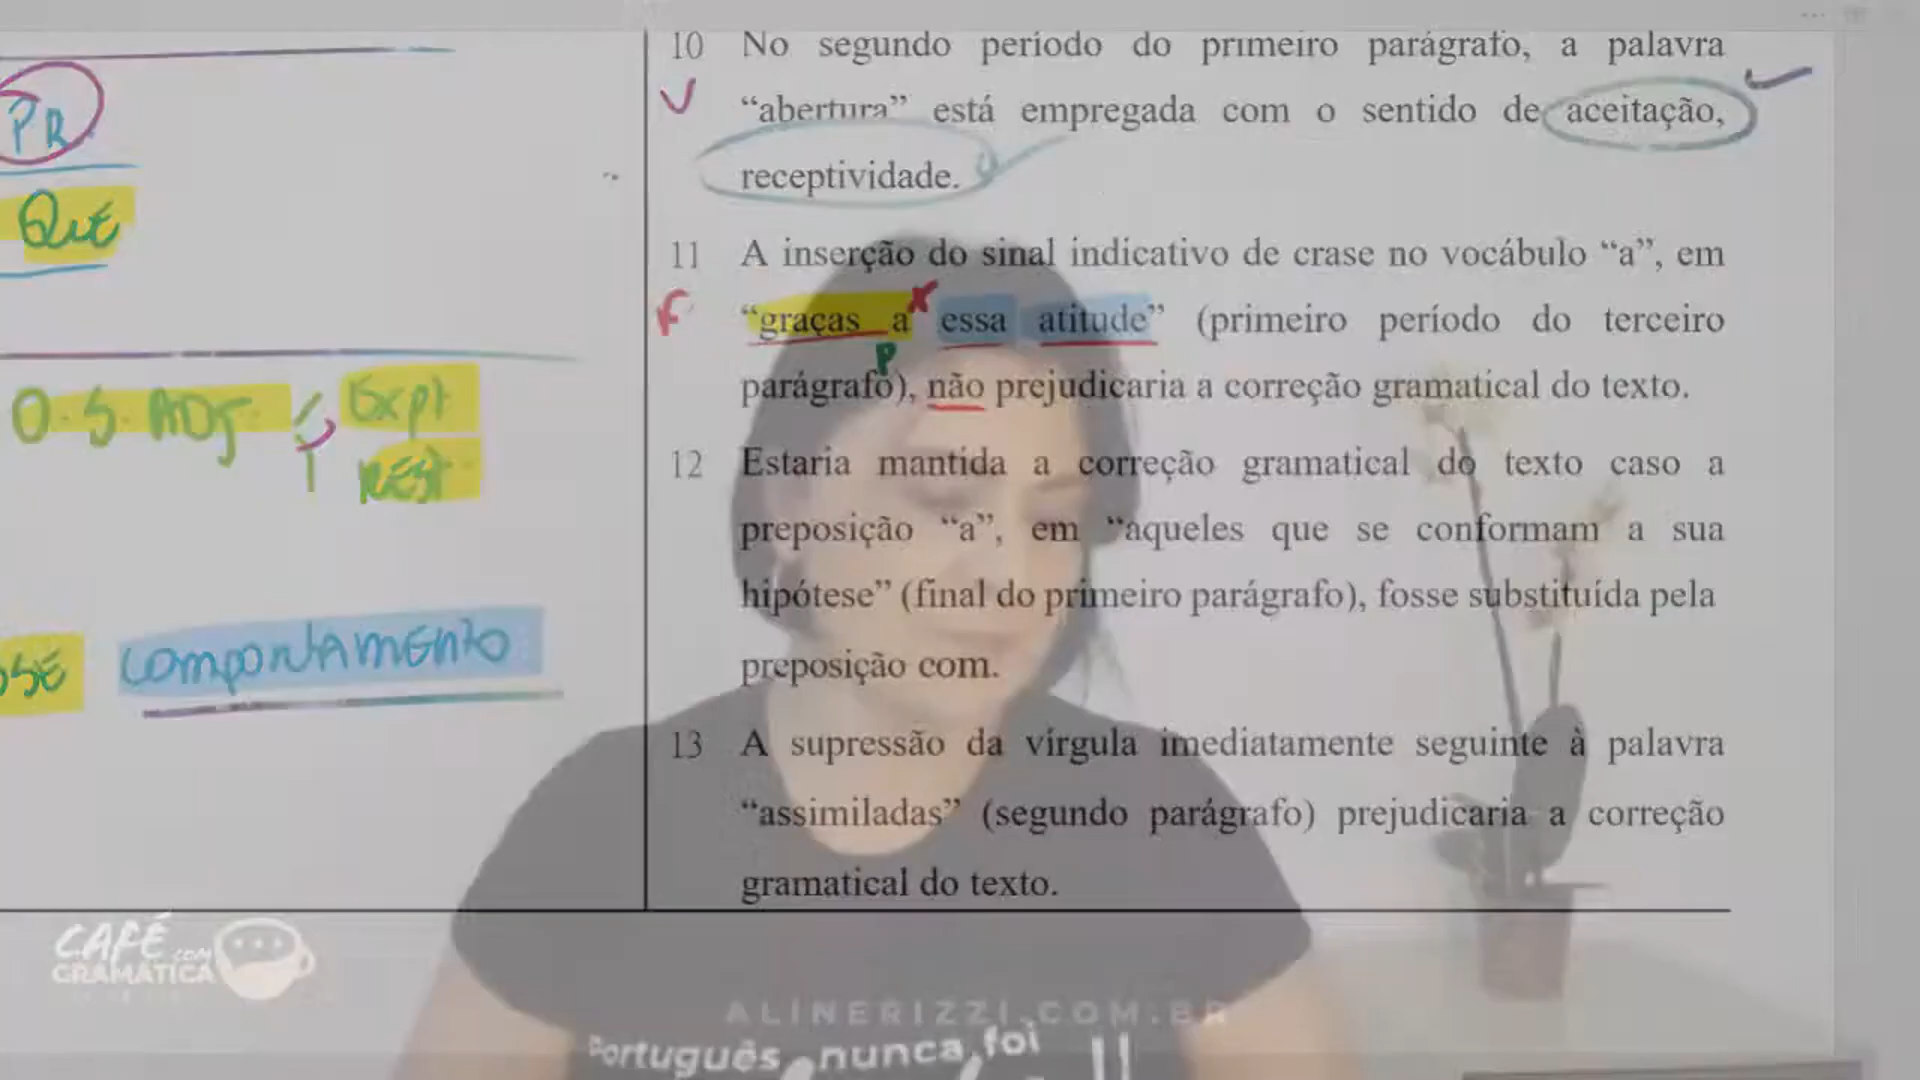 PR
Que
O.S.ADJ. Expl
REST
comportamento
10 No segundo período do primeiro parágrafo, a palavra
V “abertura” está empregada com o sentido de aceitação,
receptividade.
11 A inserção do sinal indicativo de crase no vocábulo “a”, em
F “graças a x essa atitude” (primeiro período do terceiro
P
parágrafo), não prejudicaria a correção gramatical do texto.
12 Estaria mantida a correção gramatical do texto caso a
preposição “a”, em “aqueles que se conformam a sua
hipótese” (final do primeiro parágrafo), fosse substituída pela
preposição com.
13 A supressão da vírgula imediatamente seguinte à palavra
“assimiladas” (segundo parágrafo) prejudicaria a correção
gramatical do texto.
CAFÉ COM
GRAMÁTICA
ALINERIZZI.COM.BR
Português nunca foi